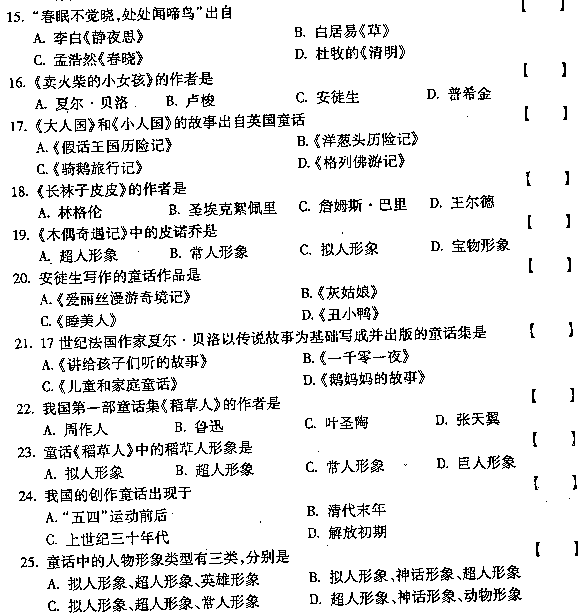 15. “春眠不觉晓,处处闻啼鸟”出自 【 】
A. 李白《静夜思》 B. 白居易《草》
C. 孟浩然《春晓》 D. 杜牧的《清明》
16. 《卖火柴的小女孩》的作者是 【 】
A. 夏尔·贝洛 B. 卢梭 C. 安徒生 D. 普希金
17. 《大人国》和《小人国》的故事出自英国童话 【 】
A.《假话王国历险记》 B.《洋葱头历险记》
C.《骑鹅旅行记》 D.《格列佛游记》
18. 《长袜子皮皮》的作者是 【 】
A. 林格伦 B. 圣埃克絮佩里 C. 詹姆斯·巴里 D. 王尔德
19. 《木偶奇遇记》中的皮诺乔是 【 】
A. 超人形象 B. 常人形象 C. 拟人形象 D. 宝物形象
20. 安徒生写作的童话作品是 【 】
A.《爱丽丝漫游奇境记》 B.《灰姑娘》
C.《睡美人》 D.《丑小鸭》
21. 17 世纪法国作家夏尔·贝洛以传说故事为基础写成并出版的童话集是 【 】
A.《讲给孩子们听的故事》 B.《一千零一夜》
C.《儿童和家庭童话》 D.《鹅妈妈的故事》
22. 我国第一部童话集《稻草人》的作者是 【 】
A. 周作人 B. 鲁迅 C. 叶圣陶 D. 张天翼
23. 童话《稻草人》中的稻草人形象是 【 】
A. 拟人形象 B. 超人形象 C. 常人形象 D. 巨人形象
24. 我国的创作童话出现于 【 】
A. “五四”运动前后 B. 清代末年
C. 上世纪三十年代 D. 解放初期
25. 童话中的人物形象类型有三类,分别是 【 】
A. 拟人形象、超人形象、英雄形象 B. 拟人形象、神话形象、超人形象
C. 拟人形象、超人形象、常人形象 D. 超人形象、神话形象、动物形象